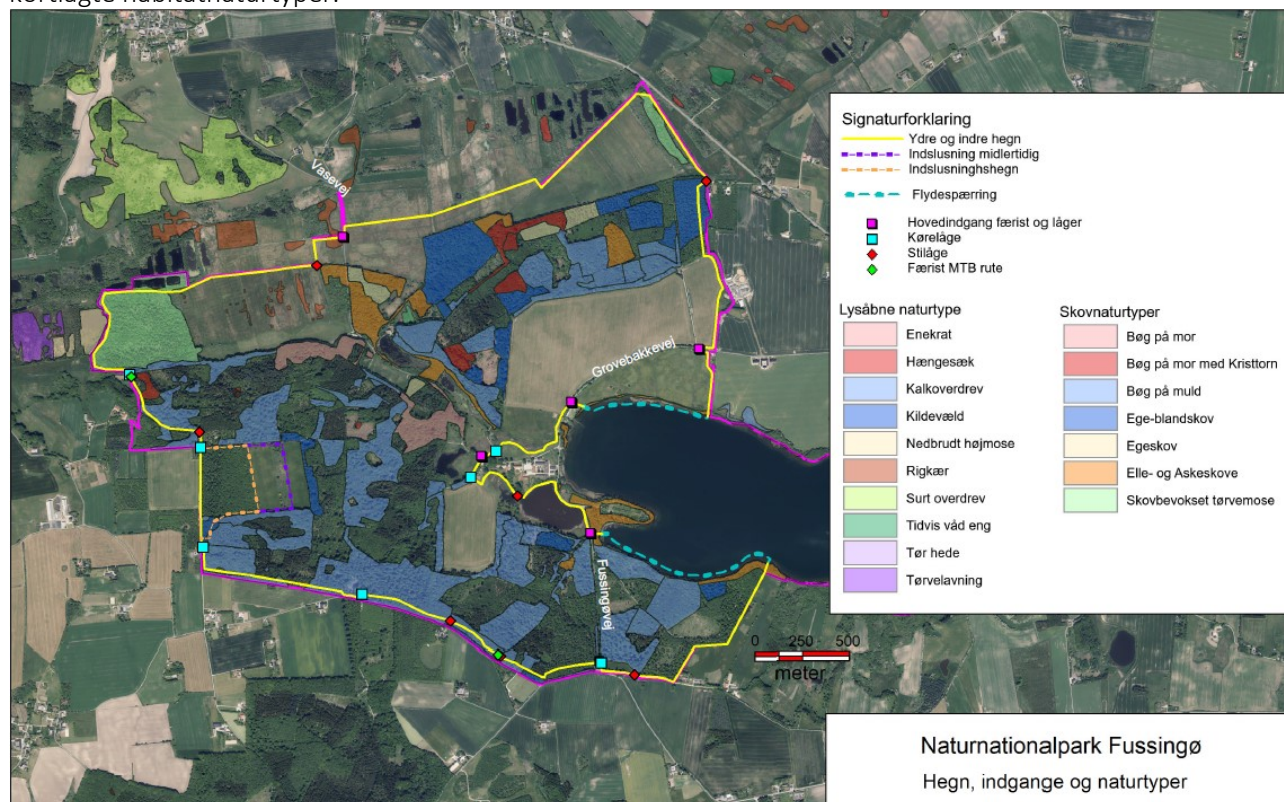 kortlagte habitatnaturtyper.
Signaturforklaring
Ydre og indre hegn
Indslusning midlertidig
Indslusninghshegn
Flydespærring
Hovedindgang færist og låger
Kørelåge
Stilåge
Færist MTB rute
Lysåbne naturtype
Enekrat
Hængesæk
Kalkoverdrev
Kildevæld
Nedbrudt højmose
Rigkær
Surt overdrev
Tidvis våd eng
Tør hede
Tørvelavning
Skovnaturtyper
Bøg på mor
Bøg på mor med Kristtorn
Bøg på muld
Ege-blandskov
Egeskov
Elle- og Askeskove
Skovbevokset tørvemose
Vasevej
Grovebakkevej
Fussingøvej
0 250 500
meter
Naturnationalpark Fussingø
Hegn, indgange og naturtyper